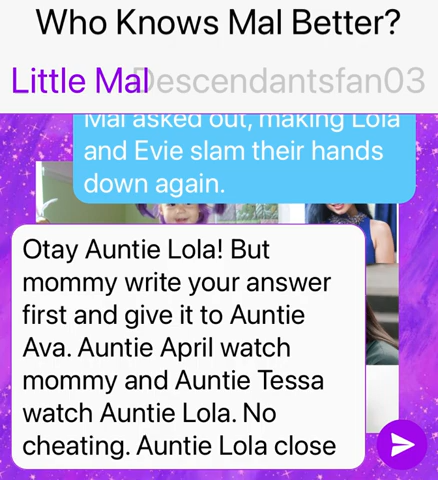 Who Knows Mal Better?
Little Mal Descendantsfan03
Mal asked out, making Lola
and Evie slam their hands
down again.
Otay Auntie Lola! But
mommy write your answer
first and give it to Auntie
Ava. Auntie April watch
mommy and Auntie Tessa
watch Auntie Lola. No
cheating. Auntie Lola close